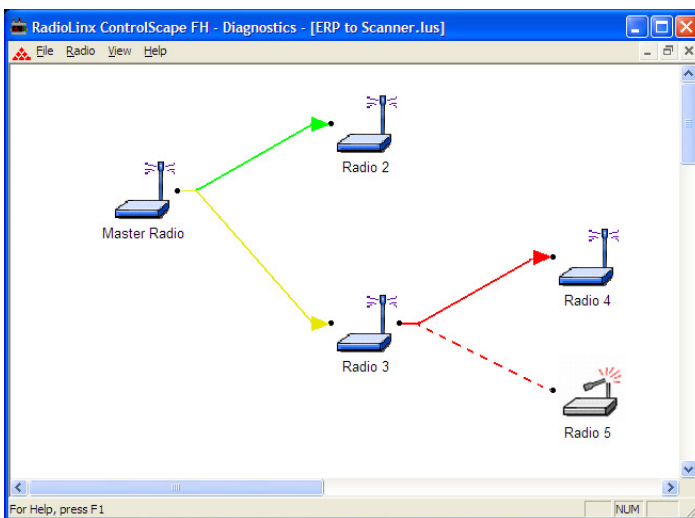 RadioLinx ControlScape FH - Diagnostics - [ERP to Scanner.lus]
File Radio View Help
Radio 2
Master Radio
Radio 4
Radio 3
Radio 5
For Help, press F1 NUM